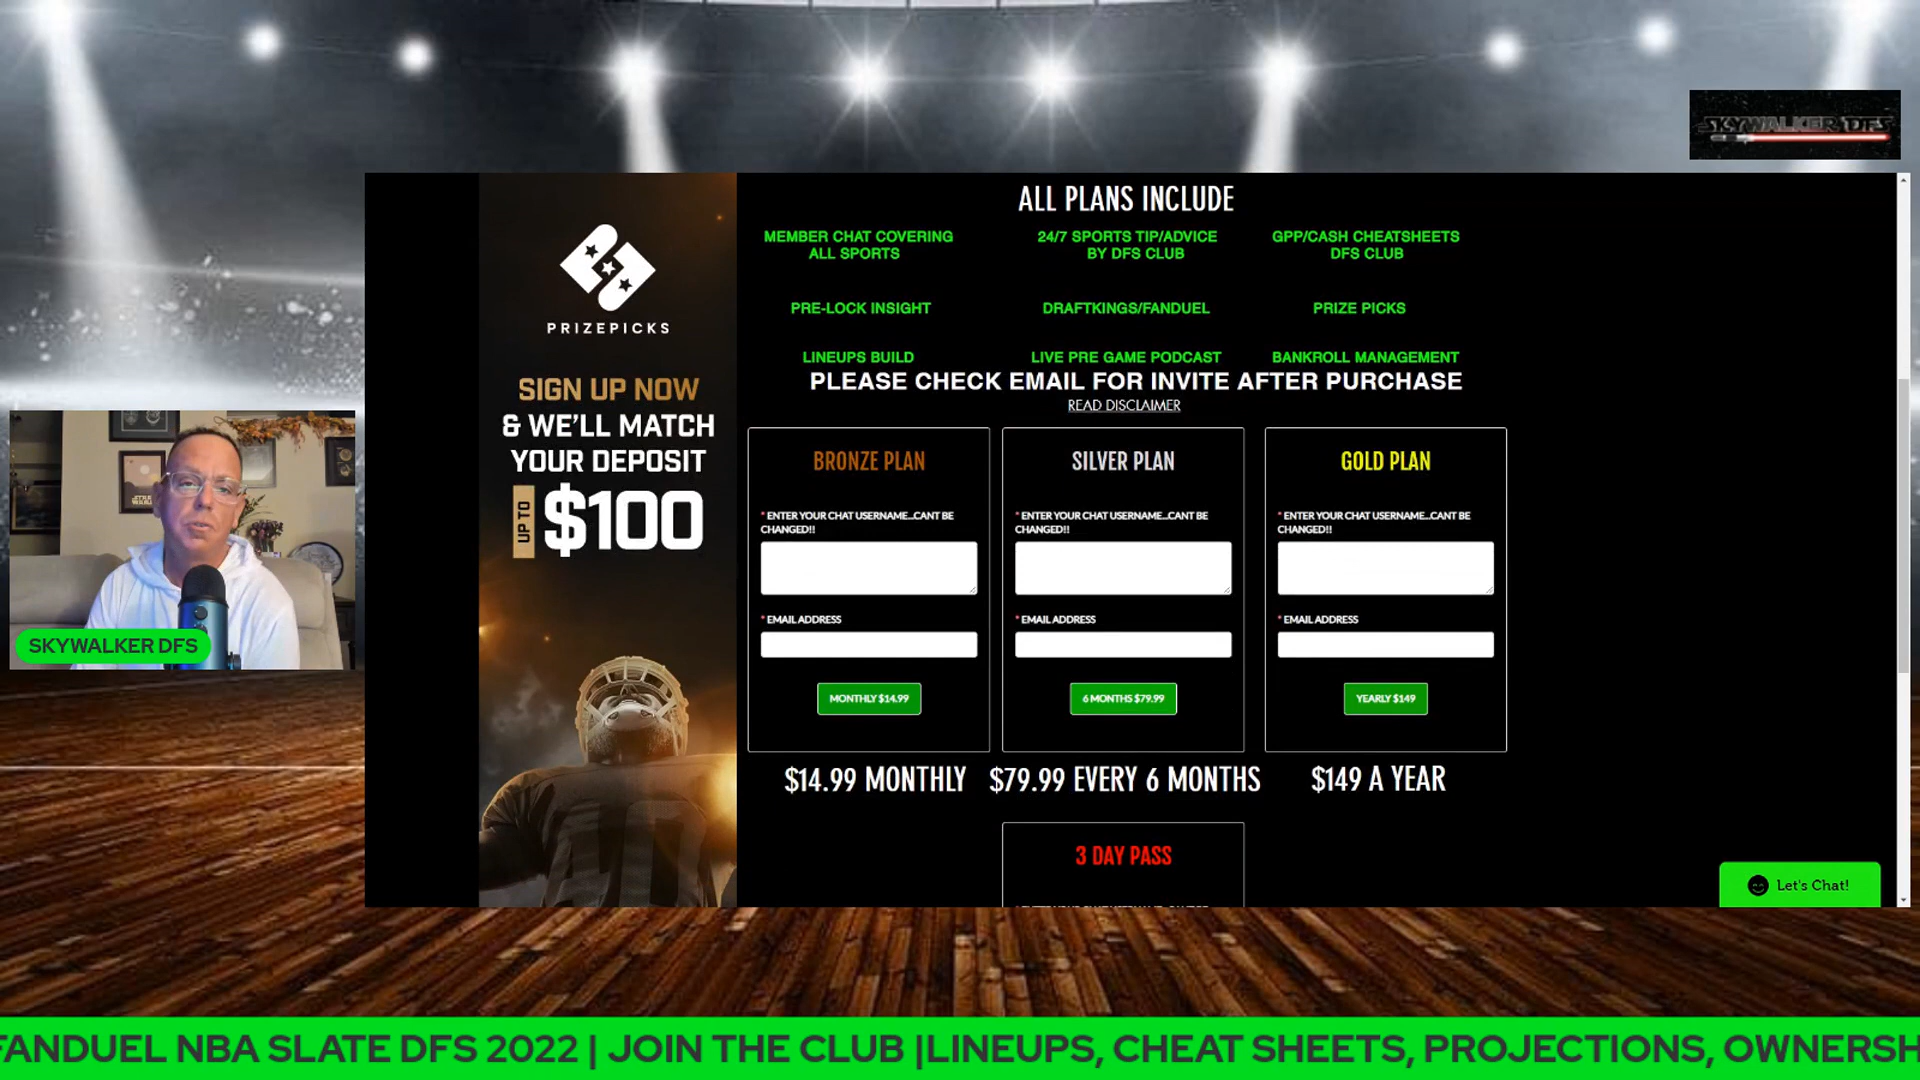 SKYWALKER DFS
ALL PLANS INCLUDE
MEMBER CHAT COVERING
ALL SPORTS
24/7 SPORTS TIP/ADVICE
BY DFS CLUB
GPP/CASH CHEATSHEETS
DFS CLUB
PRE-LOCK INSIGHT
DRAFTKINGS/FANDUEL
PRIZE PICKS
LINEUPS BUILD
LIVE PRE GAME PODCAST
BANKROLL MANAGEMENT
PLEASE CHECK EMAIL FOR INVITE AFTER PURCHASE
READ DISCLAIMER
PRIZEPICKS
SIGN UP NOW
& WE'LL MATCH
YOUR DEPOSIT
UP TO $100
BRONZE PLAN
* ENTER YOUR CHAT USERNAME...CANT BE
CHANGED!!
* EMAIL ADDRESS
MONTHLY $14.99
$14.99 MONTHLY
SILVER PLAN
* ENTER YOUR CHAT USERNAME...CANT BE
CHANGED!!
* EMAIL ADDRESS
6 MONTHS $79.99
$79.99 EVERY 6 MONTHS
GOLD PLAN
* ENTER YOUR CHAT USERNAME...CANT BE
CHANGED!!
* EMAIL ADDRESS
YEARLY $149
$149 A YEAR
3 DAY PASS
Let's Chat!
SKYWALKER DFS
FANDUEL NBA SLATE DFS 2022 | JOIN THE CLUB |LINEUPS, CHEAT SHEETS, PROJECTIONS, OWNERSH